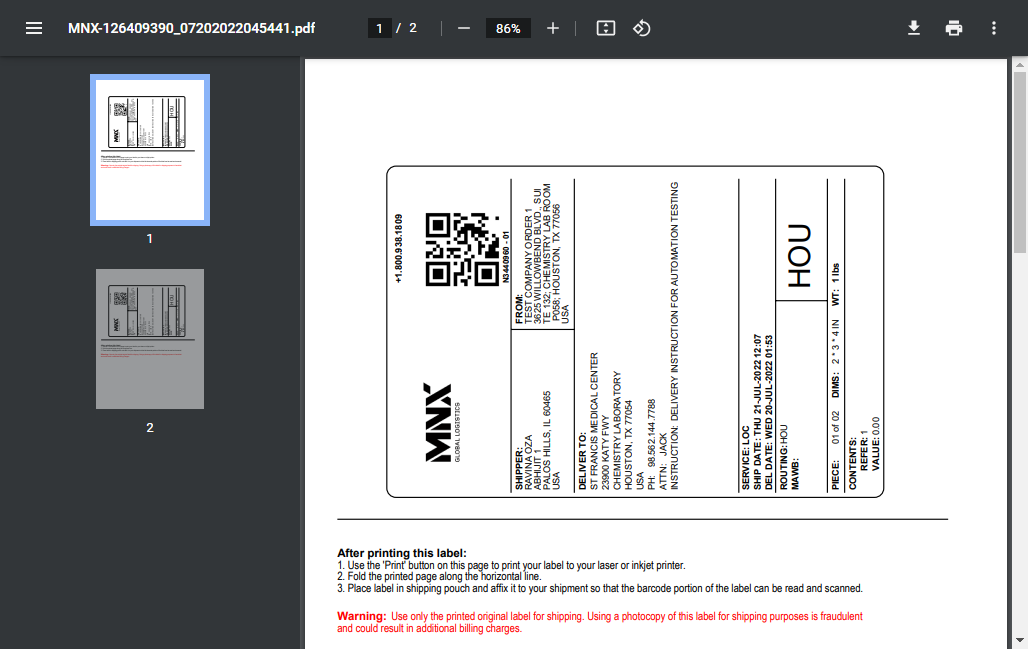 MNX-126409390_07202022045441.pdf
1 / 2
86%
1
2
+1.800.938.1809
MNX
GLOBAL LOGISTICS
N3440960 - 01
SHIPPER:
RAVINA OZA
ABHIJIT 1
PALOS HILLS, IL 60465
USA
FROM:
TEST COMPANY ORDER 1
3625 WILLOWBEND BLVD., SUI
TE 132; CHEMISTRY LAB ROOM
P058; HOUSTON, TX 77056
USA
DELIVER TO:
ST FRANCIS MEDICAL CENTER
23900 KATY FWY
CHEMISTRY LABORATORY
HOUSTON, TX 77054
USA
PH: 98.562.144.7788
ATTN: JACK
INSTRUCTION: DELIVERY INSTRUCTION FOR AUTOMATION TESTING
SERVICE: LOC
SHIP DATE: THU 21-JUL-2022 12:07
DEL DATE: WED 20-JUL-2022 01:53
ROUTING:HOU
MAWB:
HOU
PIECE: 01 of 02 DIMS: 2 * 3 * 4 IN WT: 1 lbs
CONTENTS:
REFER: 1
VALUE: 0.00
After printing this label:
1. Use the 'Print' button on this page to print your label to your laser or inkjet printer.
2. Fold the printed page along the horizontal line.
3. Place label in shipping pouch and affix it to your shipment so that the barcode portion of the label can be read and scanned.
Warning: Use only the printed original label for shipping. Using a photocopy of this label for shipping purposes is fraudulent
and could result in additional billing charges.